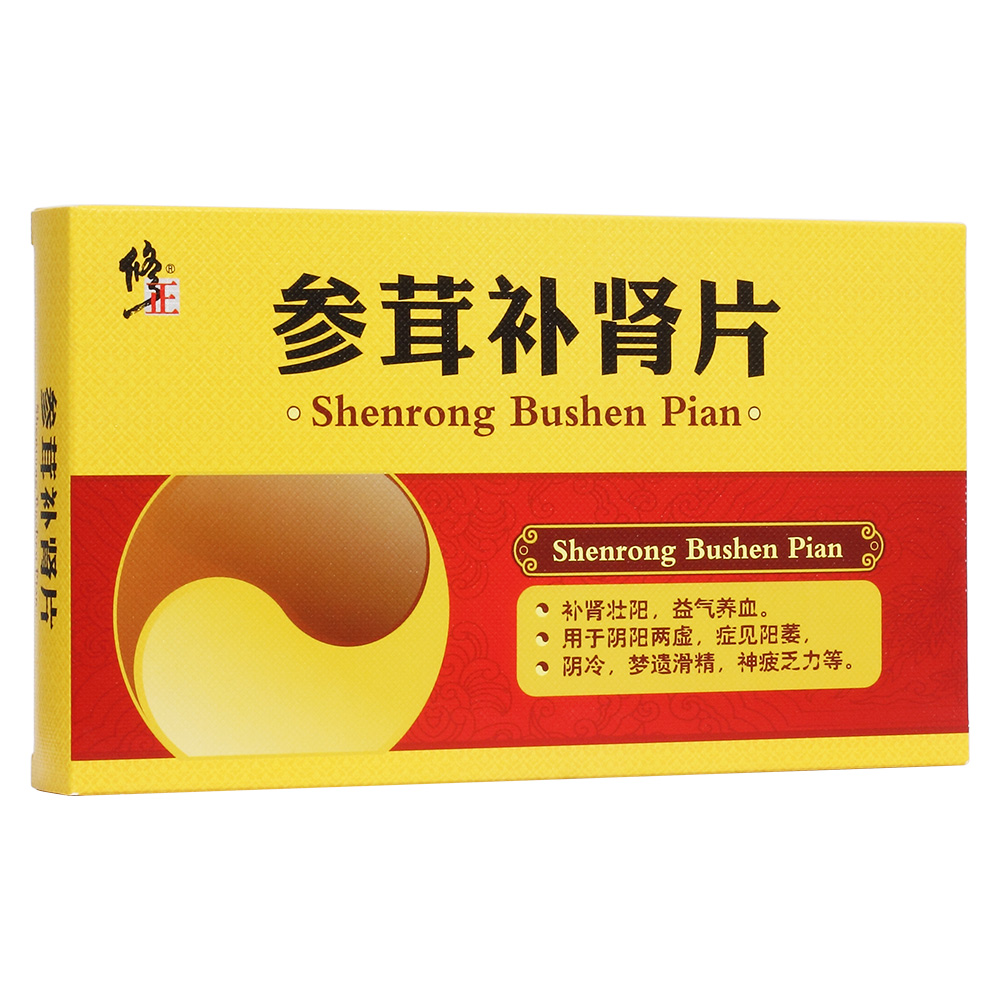 修正®
参茸补肾片
Shenrong Bushen Pian
Shenrong Bushen Pian
补肾壮阳，益气养血。
用于阴阳两虚，症见阳萎，
阴冷，梦遗滑精，神疲乏力等。
参茸补肾片